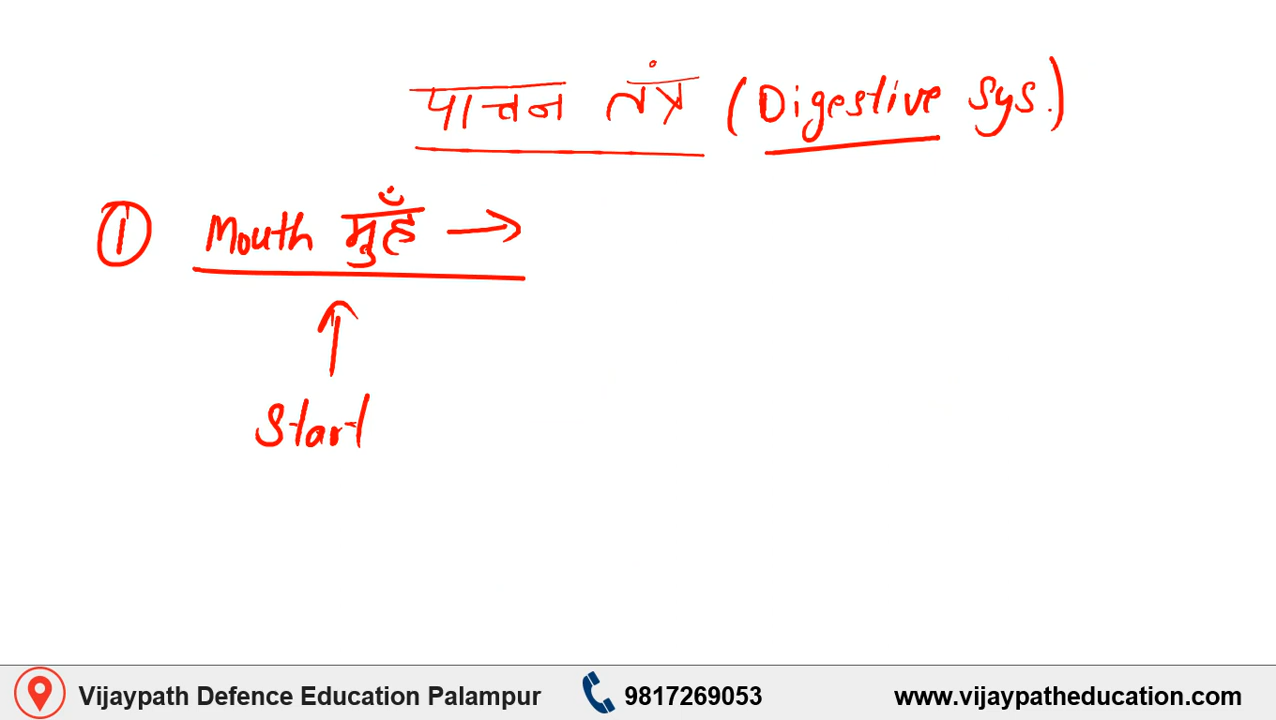 पाचन तंत्र (Digestive Sys.)
① Mouth मुहँ →
↑
Start
Vijaypath Defence Education Palampur 9817269053 www.vijaypatheducation.com